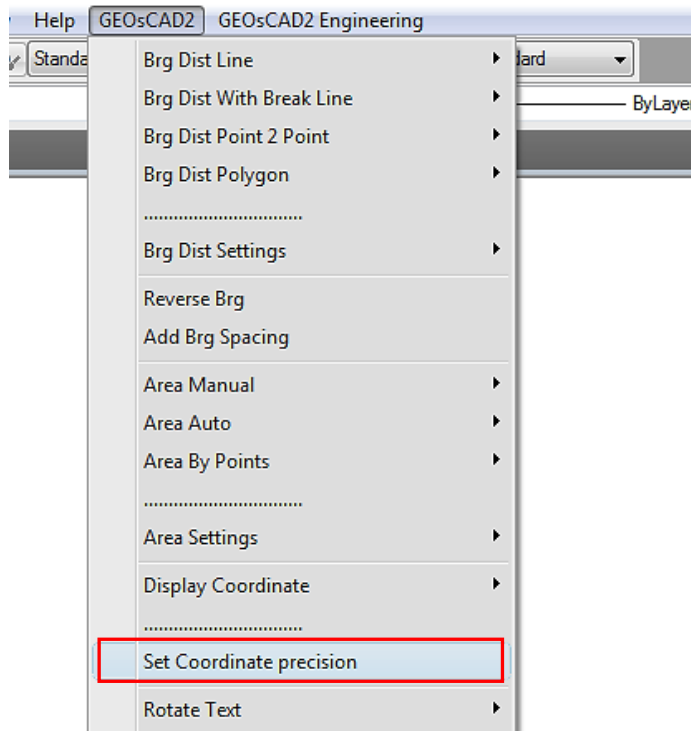 Help GEOsCAD2 GEOsCAD2 Engineering
Standa
dard
Brg Dist Line
Brg Dist With Break Line
ByLayer
Brg Dist Point 2 Point
Brg Dist Polygon
................................
Brg Dist Settings
Reverse Brg
Add Brg Spacing
Area Manual
Area Auto
Area By Points
................................
Area Settings
Display Coordinate
................................
Set Coordinate precision
Rotate Text